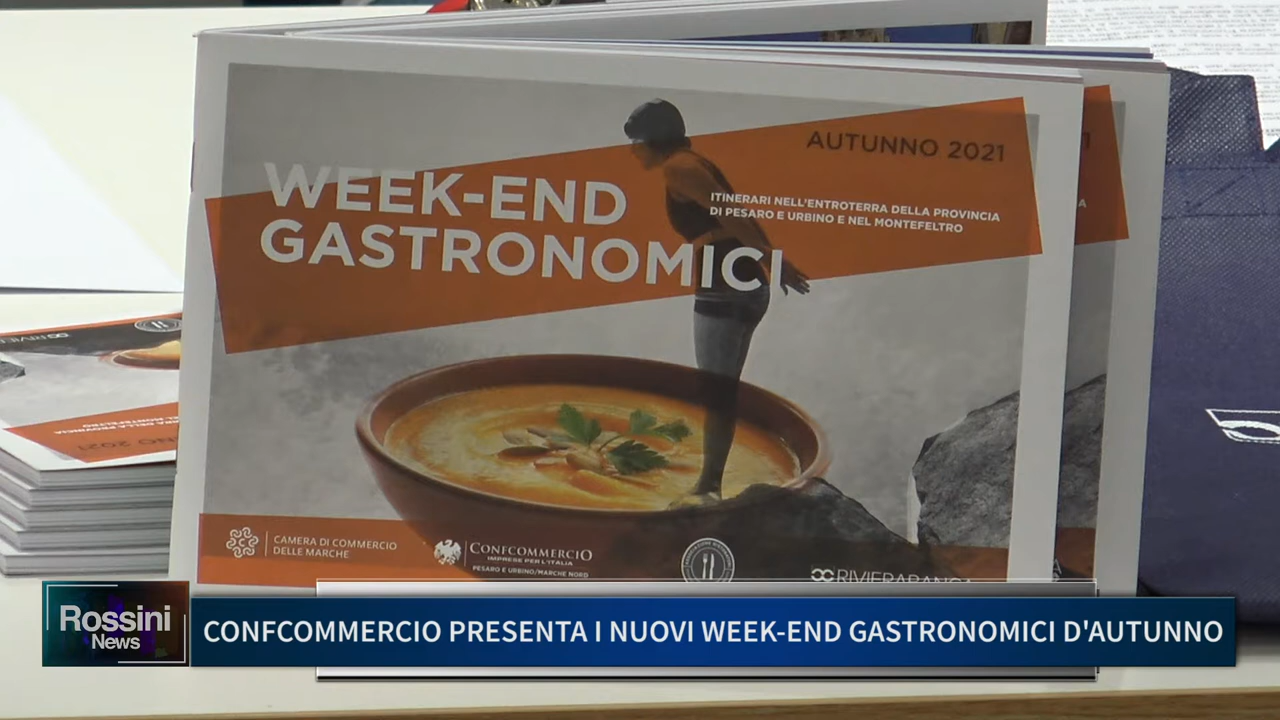 AUTUNNO 2021
WEEK-END
GASTRONOMICI
ITINERARI NELL'ENTROTERRA DELLA PROVINCIA
DI PESARO E URBINO E NEL MONTEFELTRO
CAMERA DI COMMERCIO
DELLE MARCHE
CONFCOMMERCIO
IMPRESE PER L'ITALIA
PESARO E URBINO/MARCHE NORD
RIVIERABANCA
Rossini
News
CONFCOMMERCIO PRESENTA I NUOVI WEEK-END GASTRONOMICI D'AUTUNNO